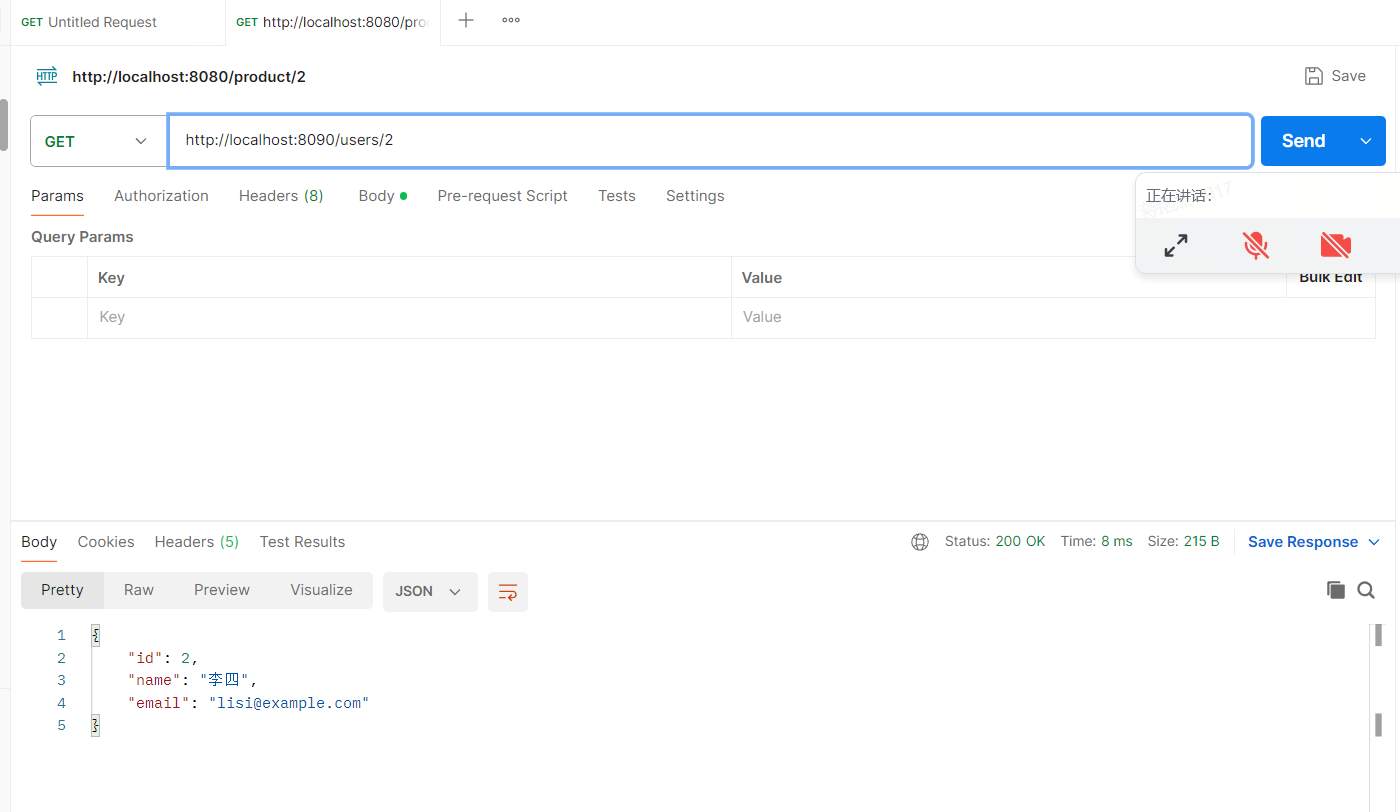 GET Untitled Request
GET http://localhost:8080/pro
HTTP http://localhost:8080/product/2
Save
GET
http://localhost:8090/users/2
Send
Params Authorization Headers (8) Body Pre-request Script Tests Settings
正在讲话:
Query Params
Key Value Bulk Edit
Key Value
Body Cookies Headers (5) Test Results
Status: 200 OK Time: 8 ms Size: 215 B Save Response
Pretty Raw Preview Visualize JSON
1 {
2 "id": 2,
3 "name": "李四",
4 "email": "lisi@example.com"
5 }